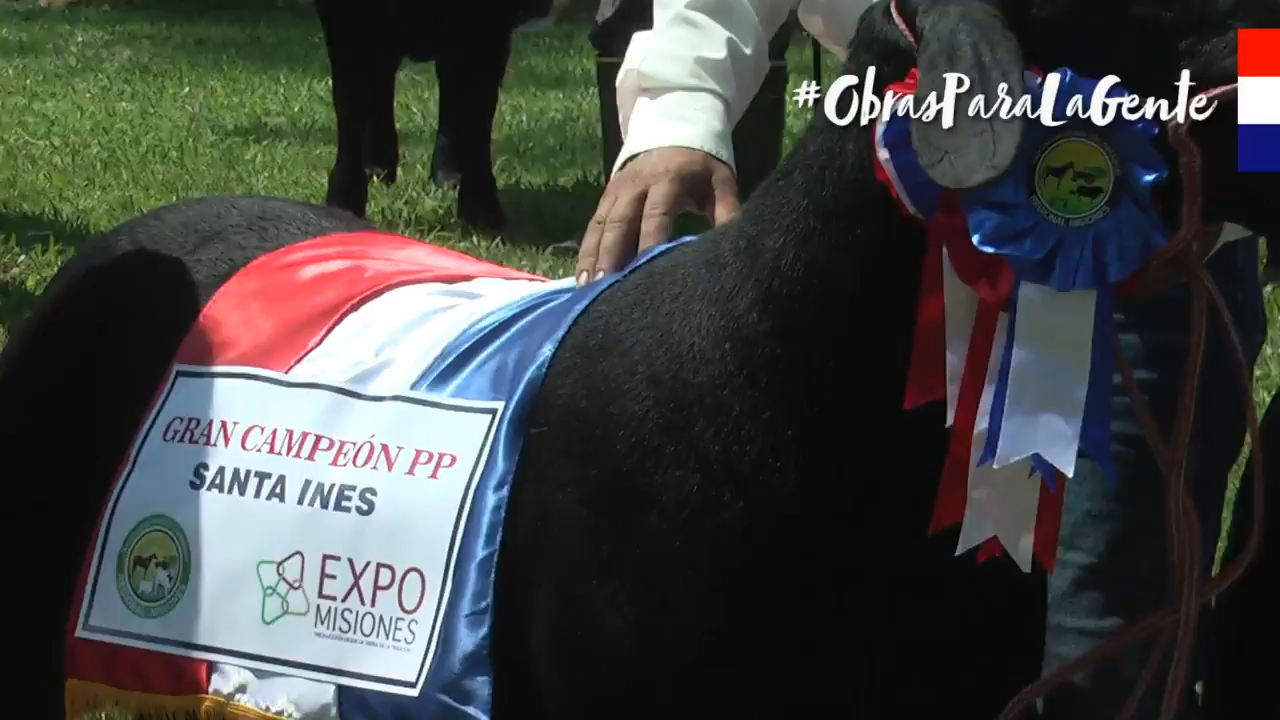 #ObrasParaLaGente
GRAN CAMPEÓN PP
SANTA INES
EXPO
MISIONES